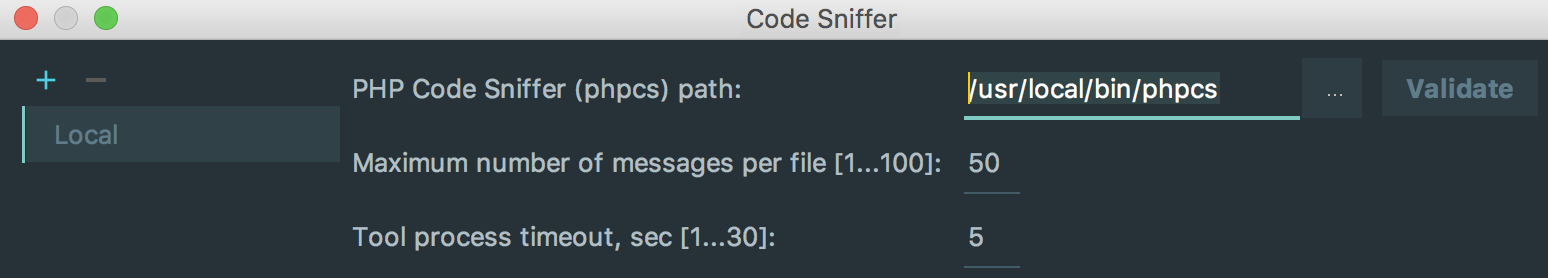 Code Sniffer
+ −
PHP Code Sniffer (phpcs) path: /usr/local/bin/phpcs ... Validate
Local
Maximum number of messages per file [1...100]: 50
Tool process timeout, sec [1...30]: 5